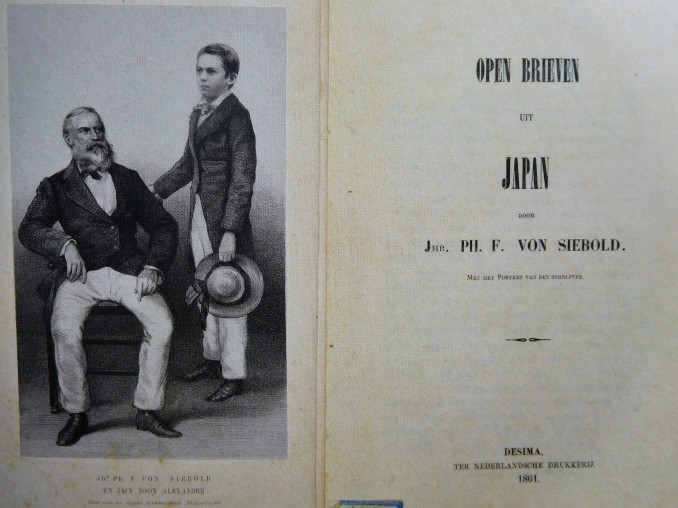 JHR. PH. F. VON SIEBOLD
EN ZIJN ZOON ALEXANDER.
OPEN BRIEVEN
UIT
JAPAN
DOOR
JHR. PH. F. VON SIEBOLD.
MET HET PORTRET VAN DEN SCHRIJVER.
DESIMA.
TER NEDERLANDSCHE DRUKKERIJ
1861.